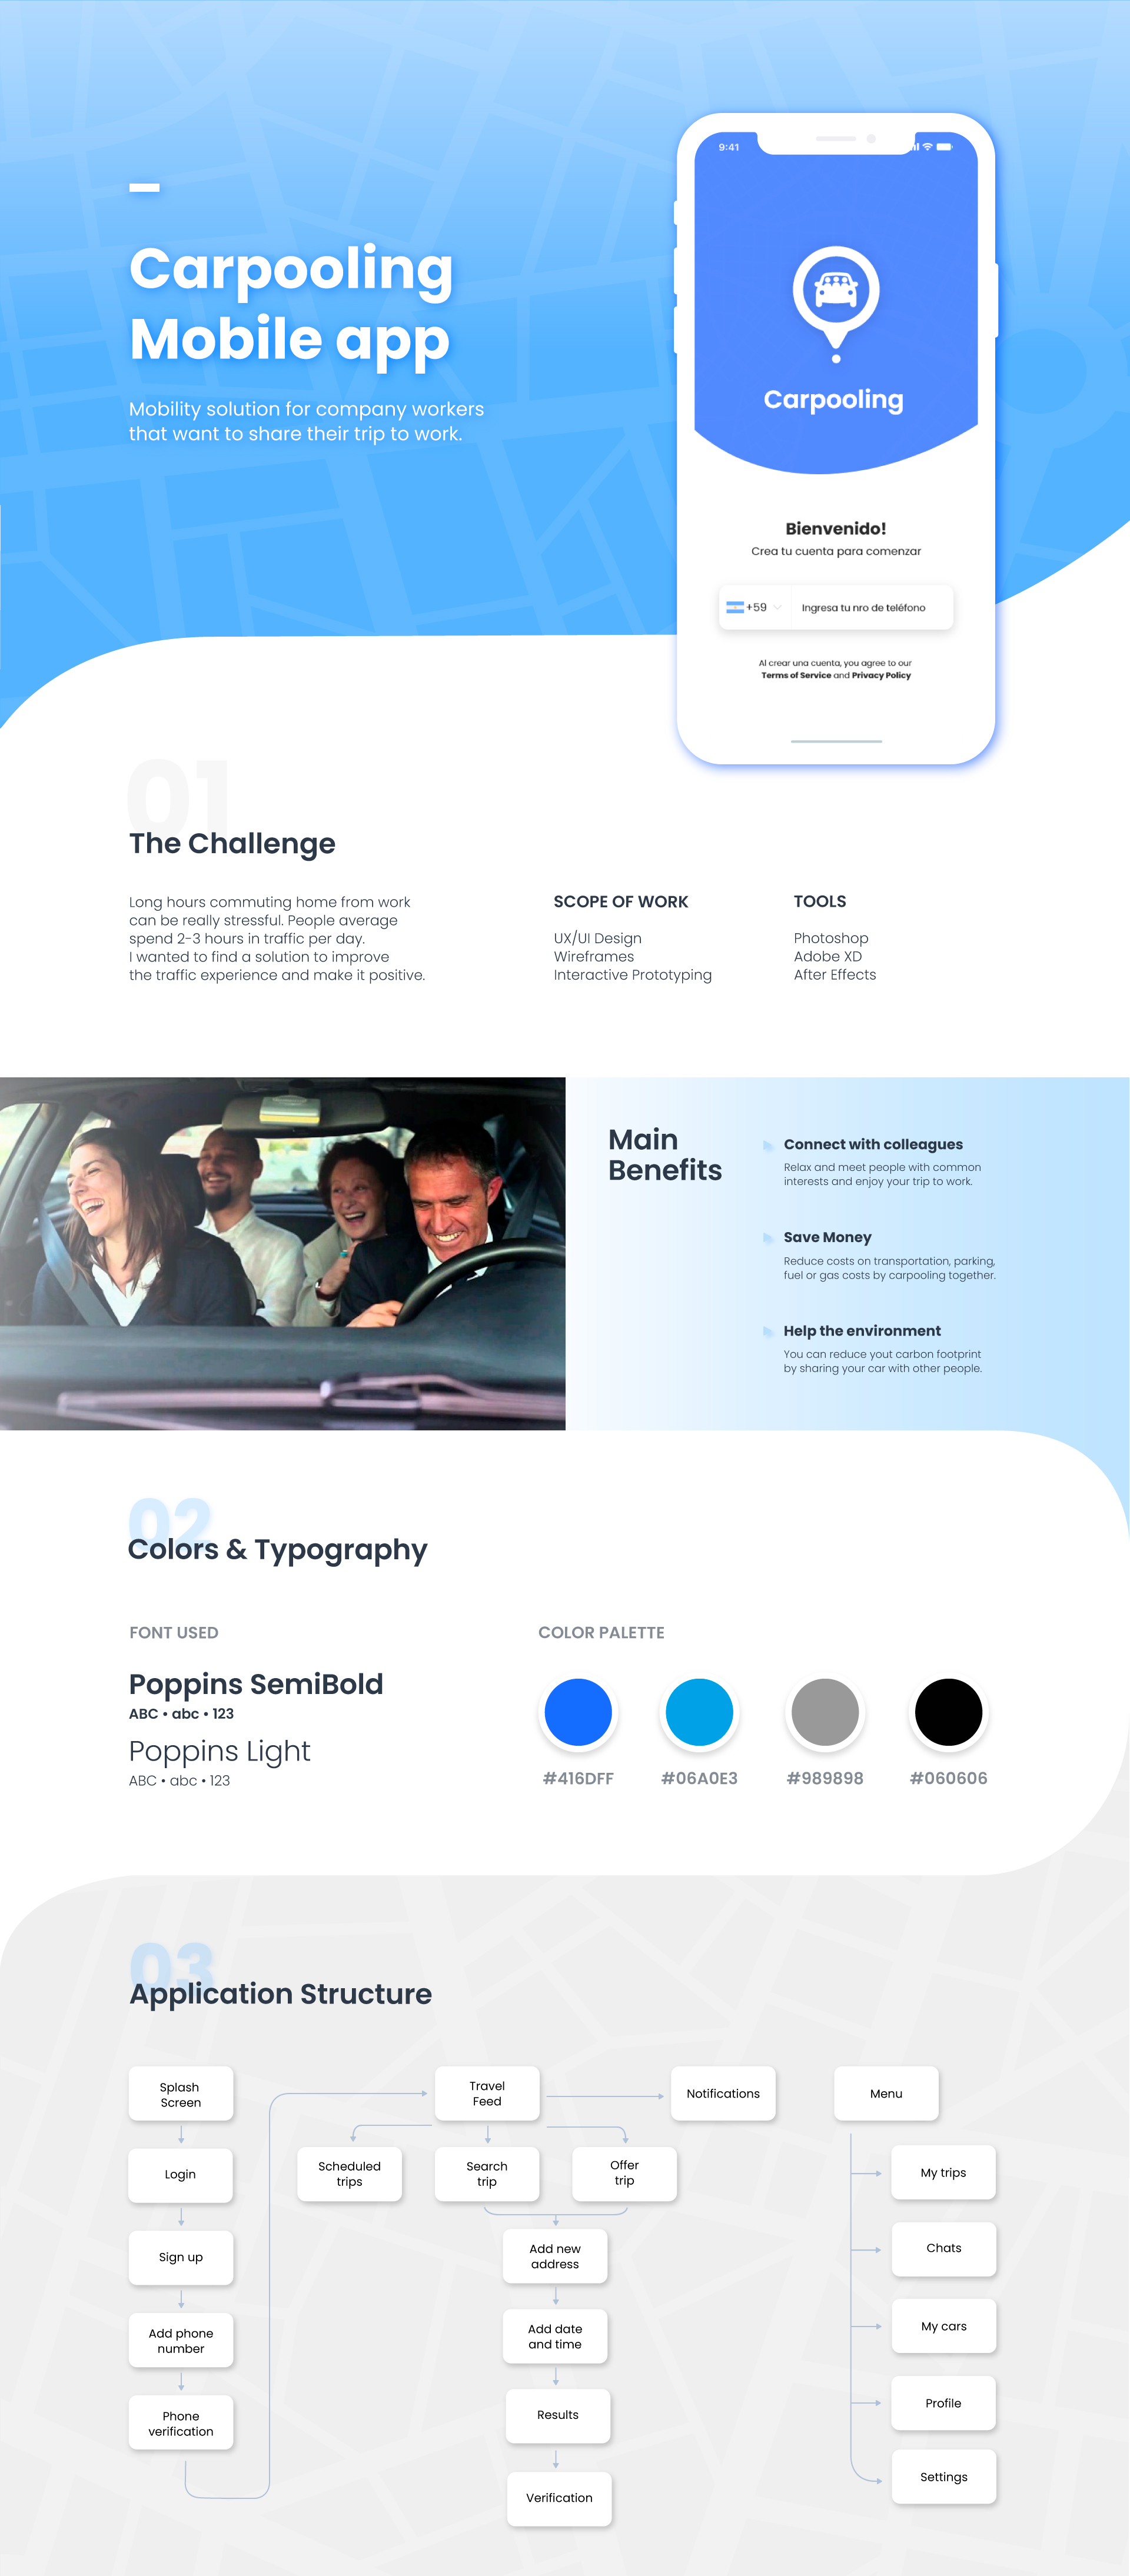 9:41
Carpooling
Mobile app
Mobility solution for company workers
that want to share their trip to work.
Carpooling
Bienvenido!
Crea tu cuenta para comenzar
+59
Ingresa tu nro de teléfono
Al crear una cuenta, you agree to our
Terms of Service and Privacy Policy
01
The Challenge
Long hours commuting home from work
can be really stressful. People average
spend 2-3 hours in traffic per day.
I wanted to find a solution to improve
the traffic experience and make it positive.
SCOPE OF WORK
UX/UI Design
Wireframes
Interactive Prototyping
TOOLS
Photoshop
Adobe XD
After Effects
Main
Benefits
Connect with colleagues
Relax and meet people with common
interests and enjoy your trip to work.
Save Money
Reduce costs on transportation, parking,
fuel or gas costs by carpooling together.
Help the environment
You can reduce yout carbon footprint
by sharing your car with other people.
02
Colors & Typography
FONT USED
Poppins SemiBold
ABC • abc • 123
Poppins Light
ABC • abc • 123
COLOR PALETTE
#416DFF
#06A0E3
#989898
#060606
03
Application Structure
Splash
Screen
Login
Sign up
Add phone
number
Phone
verification
Travel
Feed
Scheduled
trips
Search
trip
Offer
trip
Add new
address
Add date
and time
Results
Verification
Notifications
Menu
My trips
Chats
My cars
Profile
Settings